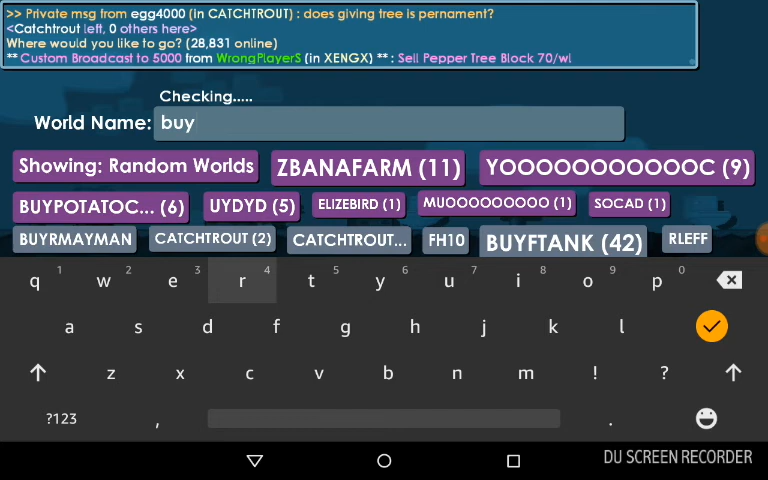 >> Private msg from egg4000 (in CATCHTROUT) : does giving tree is pernament?
<Catchtrout left, 0 others here>
Where would you like to go? (28,831 online)
** Custom Broadcast to 5000 from WrongPlayerS (in XENGX) ** : Sell Pepper Tree Block 70/wl
Checking.....
World Name: buy
Showing: Random Worlds ZBANAFARM (11) YOOOOOOOOOOOC (9)
BUYPOTATOC... (6) UYDYD (5) ELIZEBIRD (1) MUOOOOOOOOO (1) SOCAD (1)
BUYRMAYMAN CATCHTROUT (2) CATCHTROUT... FH10 BUYFTANK (42) RLEFF
q 1 w 2 e 3 r 4 t 5 y 6 u 7 i 8 o 9 p 0
a s d f g h j k l
z x c v b n m ! ?
?123 , .
DU SCREEN RECORDER